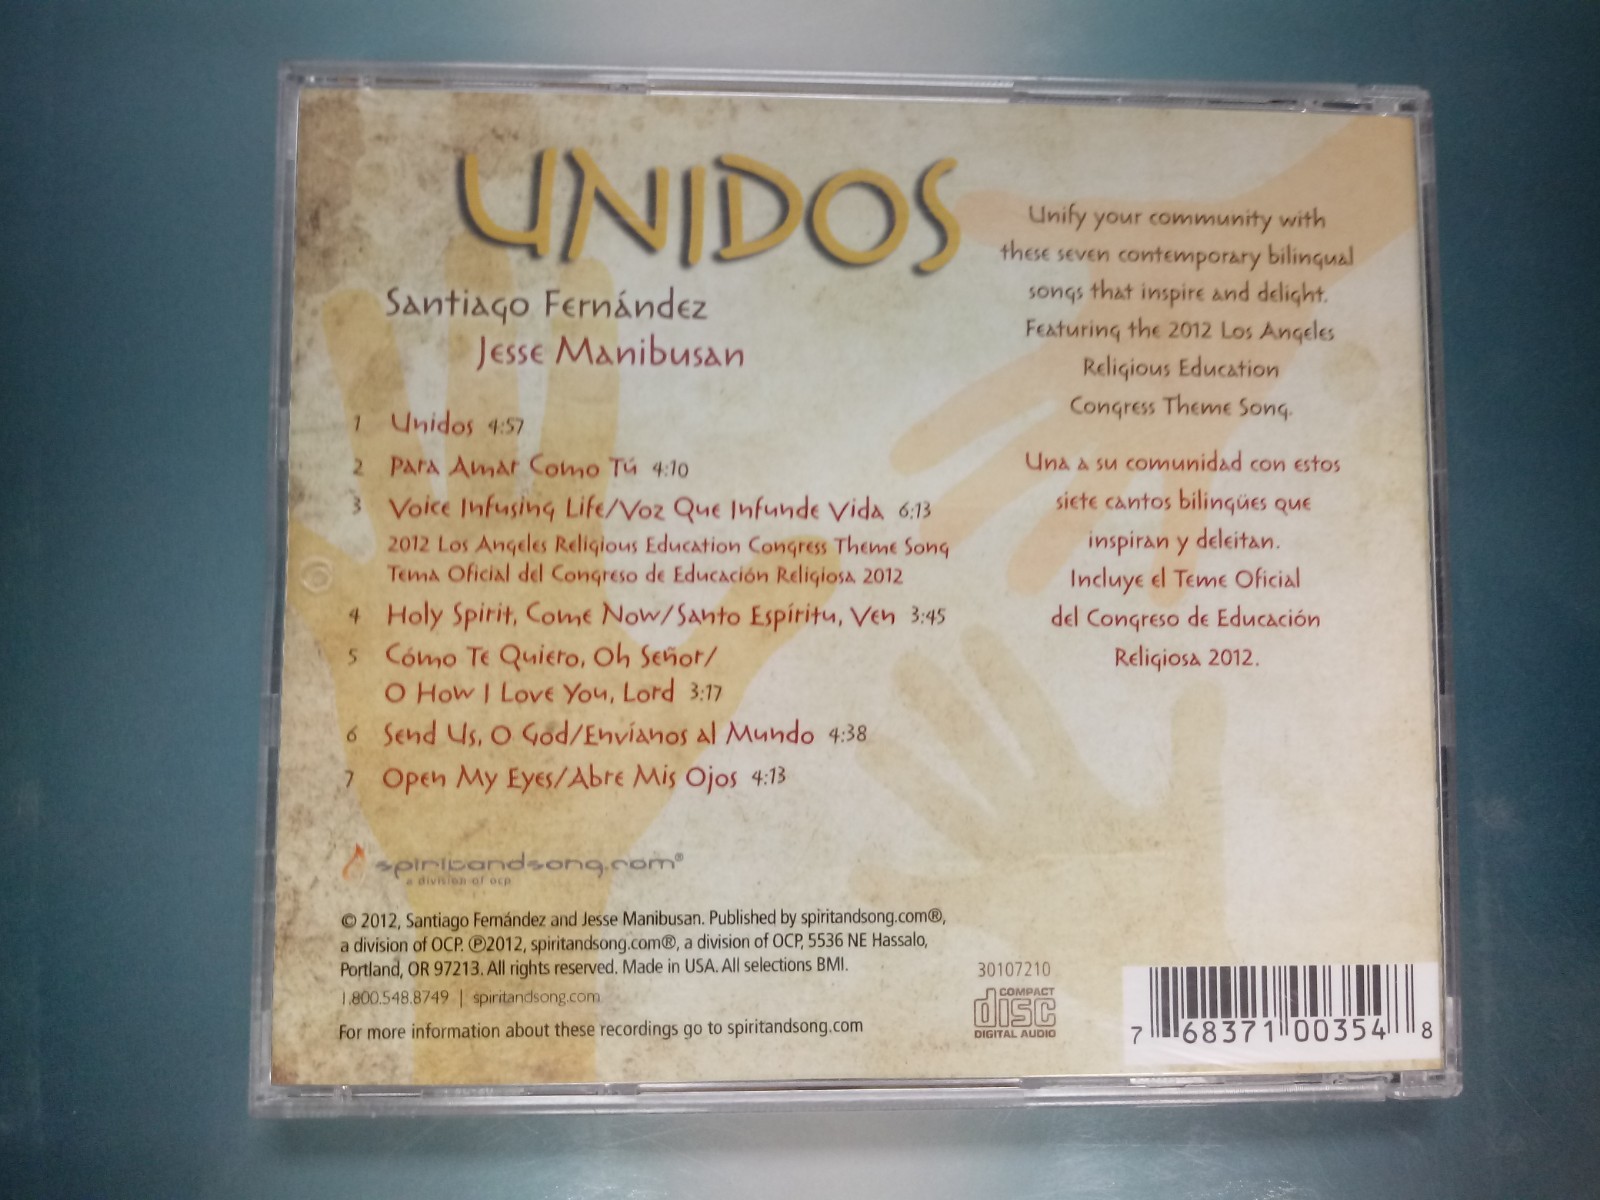 UNIDOS
Santiago Fernández
Jesse Manibusan
1 Unidos 4:57
2 Para Amar Como Tú 4:10
3 Voice Infusing Life/Voz Que Infunde Vida 6:13
2012 Los Angeles Religious Education Congress Theme Song
Tema Oficial del Congreso de Educación Religiosa 2012
4 Holy Spirit, Come Now/Santo Espíritu, Ven 3:45
5 Cómo Te Quiero, Oh Señor/
O How I Love You, Lord 3:17
6 Send Us, O God/Envíanos al Mundo 4:38
7 Open My Eyes/Abre Mis Ojos 4:13
Unify your community with
these seven contemporary bilingual
songs that inspire and delight.
Featuring the 2012 Los Angeles
Religious Education
Congress Theme Song.
Una a su comunidad con estos
siete cantos bilingües que
inspiran y deleitan.
Incluye el Teme Oficial
del Congreso de Educación
Religiosa 2012.
spiritandsong.com®
a division of ocp
© 2012, Santiago Fernández and Jesse Manibusan. Published by spiritandsong.com®,
a division of OCP. ℗2012, spiritandsong.com®, a division of OCP, 5536 NE Hassalo,
Portland, OR 97213. All rights reserved. Made in USA. All selections BMI.
1.800.548.8749 | spiritandsong.com
For more information about these recordings go to spiritandsong.com
30107210
COMPACT
disc
DIGITAL AUDIO
7 68371 00354 8